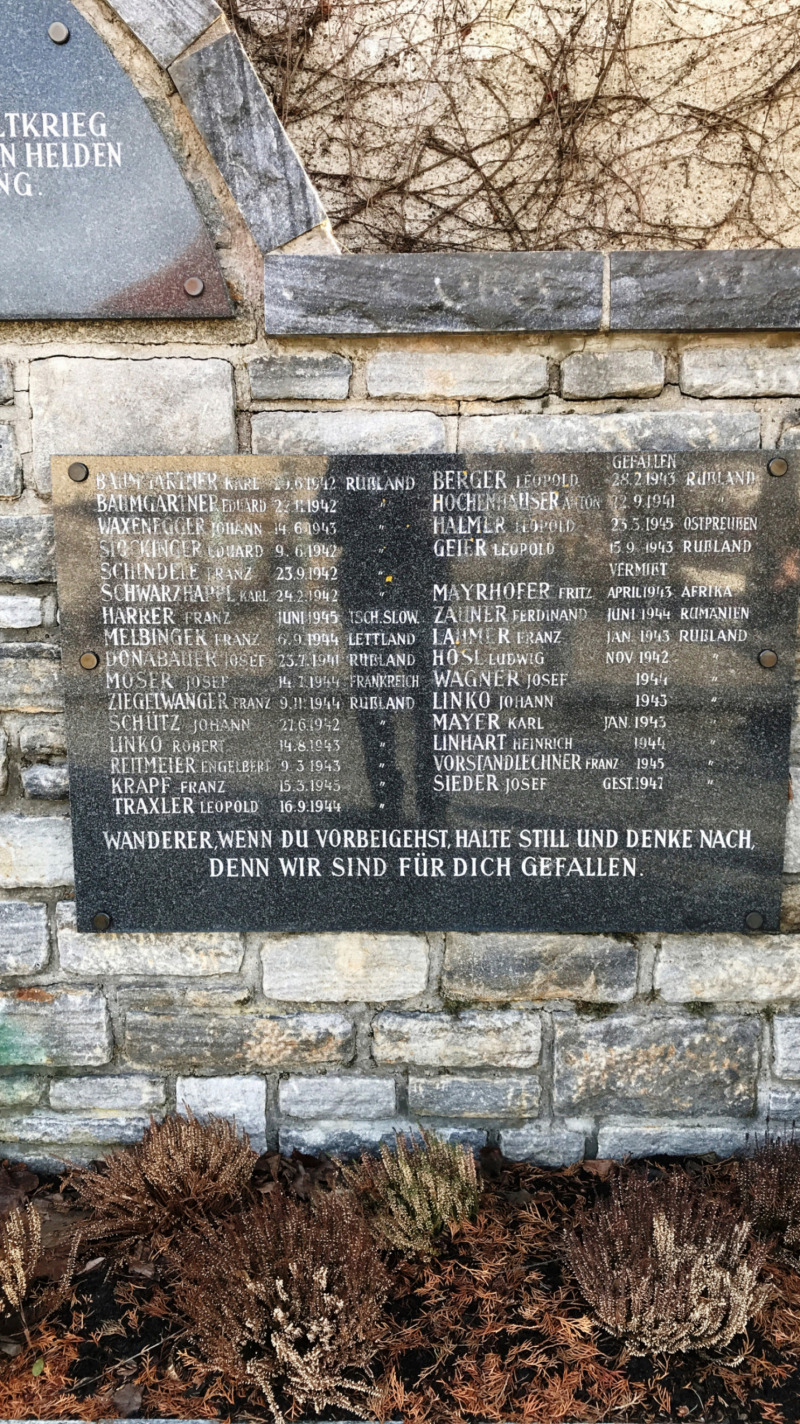 LTKRIEG
N HELDEN
NG.
BAUMGARTNER KARL 19.6.1942 RUßLAND
BAUMGARTNER EDUARD 22.11.1942 "
WAXENEGGER JOHANN 14.6.1943 "
STOCKINGER EDUARD 9.6.1942 "
SCHINDELE FRANZ 23.9.1942 "
SCHWARZHAPPL KARL 24.2.1942 "
HARRER FRANZ JUNI 1945 TSCH.SLOW.
MELBINGER FRANZ 6.9.1944 LETTLAND
DONABAUER JOSEF 23.7.1941 RUßLAND
MOSER JOSEF 14.7.1944 FRANKREICH
ZIEGELWANGER FRANZ 9.11.1944 RUßLAND
SCHÜTZ JOHANN 27.6.1942 "
LINKO ROBERT 14.8.1943 "
REITMEIER ENGELBERT 9.3.1943 "
KRAPF FRANZ 15.3.1943 "
TRAXLER LEOPOLD 16.9.1944 "
GEFALLEN
BERGER LEOPOLD 28.2.1943 RUßLAND
HOCHENHAUSER ANTON 12.9.1941 "
HALMER LEOPOLD 23.3.1945 OSTPREUßEN
GEIER LEOPOLD 15.9.1943 RUßLAND
VERMIßT
MAYRHOFER FRITZ APRIL 1943 AFRIKA
ZAUNER FERDINAND JUNI 1944 RUMÄNIEN
LAHMER FRANZ JAN. 1943 RUßLAND
HÖSL LUDWIG NOV 1942 "
WAGNER JOSEF 1944 "
LINKO JOHANN 1943 "
MAYER KARL JAN. 1943 "
LINHART HEINRICH 1944 "
VORSTANDLECHNER FRANZ 1945 "
SIEDER JOSEF GEST. 1947 "
WANDERER, WENN DU VORBEIGEHST, HALTE STILL UND DENKE NACH,
DENN WIR SIND FÜR DICH GEFALLEN.